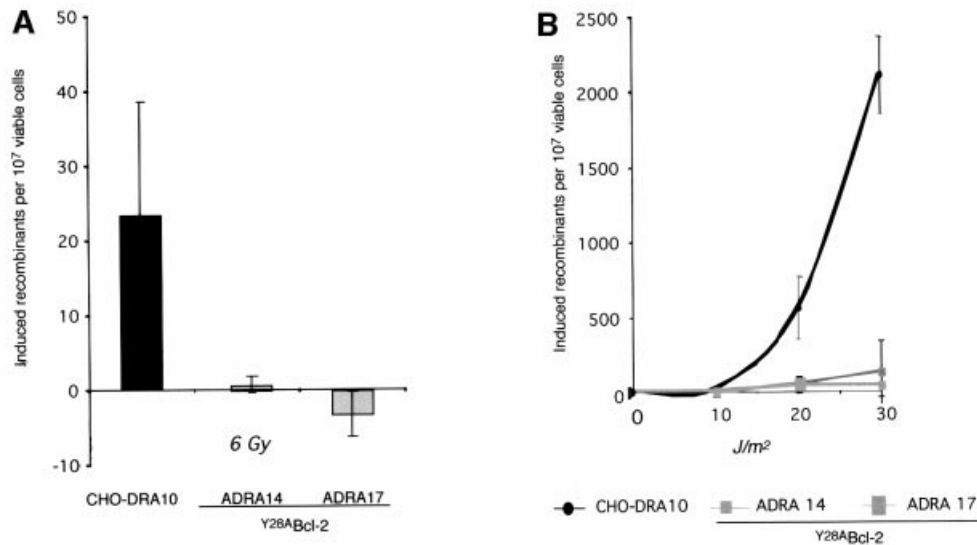 A
Induced recombinants per 10⁷ viable cells
50
40
30
20
10
0
-10
6 Gy
CHO-DRA10 ADRA14 ADRA17
Y28ABcl-2
B
Induced recombinants per 10⁷ viable cells
2500
2000
1500
1000
500
0
0 10 20 30
J/m²
CHO-DRA10 ADRA 14 ADRA 17
Y28ABcl-2